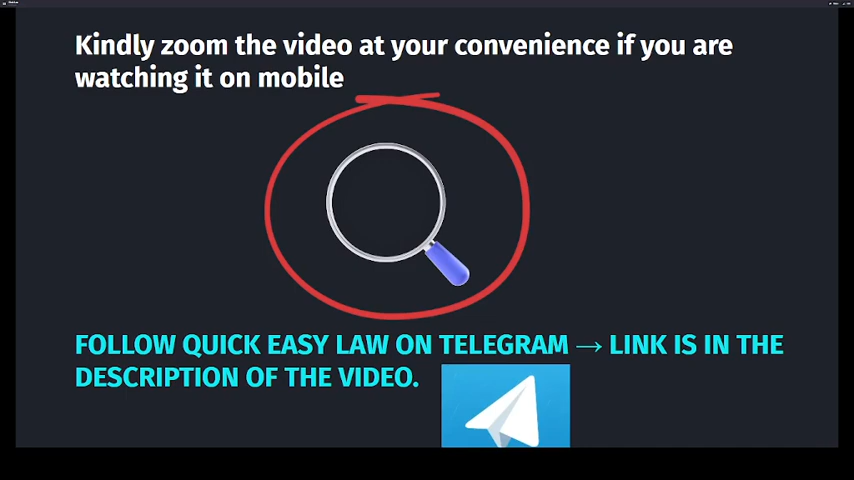 Kindly zoom the video at your convenience if you are
watching it on mobile
FOLLOW QUICK EASY LAW ON TELEGRAM → LINK IS IN THE
DESCRIPTION OF THE VIDEO.